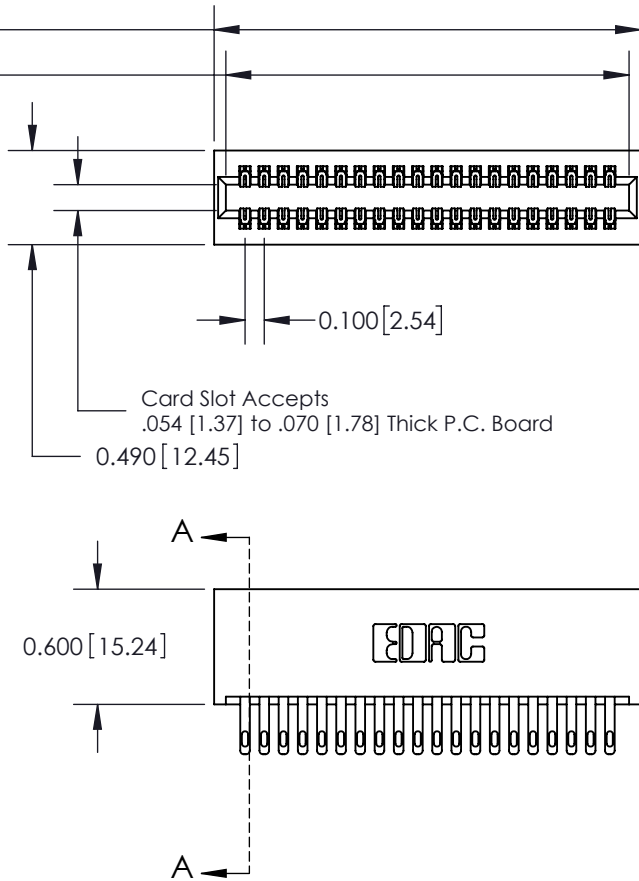 0.100[2.54]
Card Slot Accepts
.054 [1.37] to .070 [1.78] Thick P.C. Board
0.490[12.45]
A
0.600[15.24]
EDAC
A